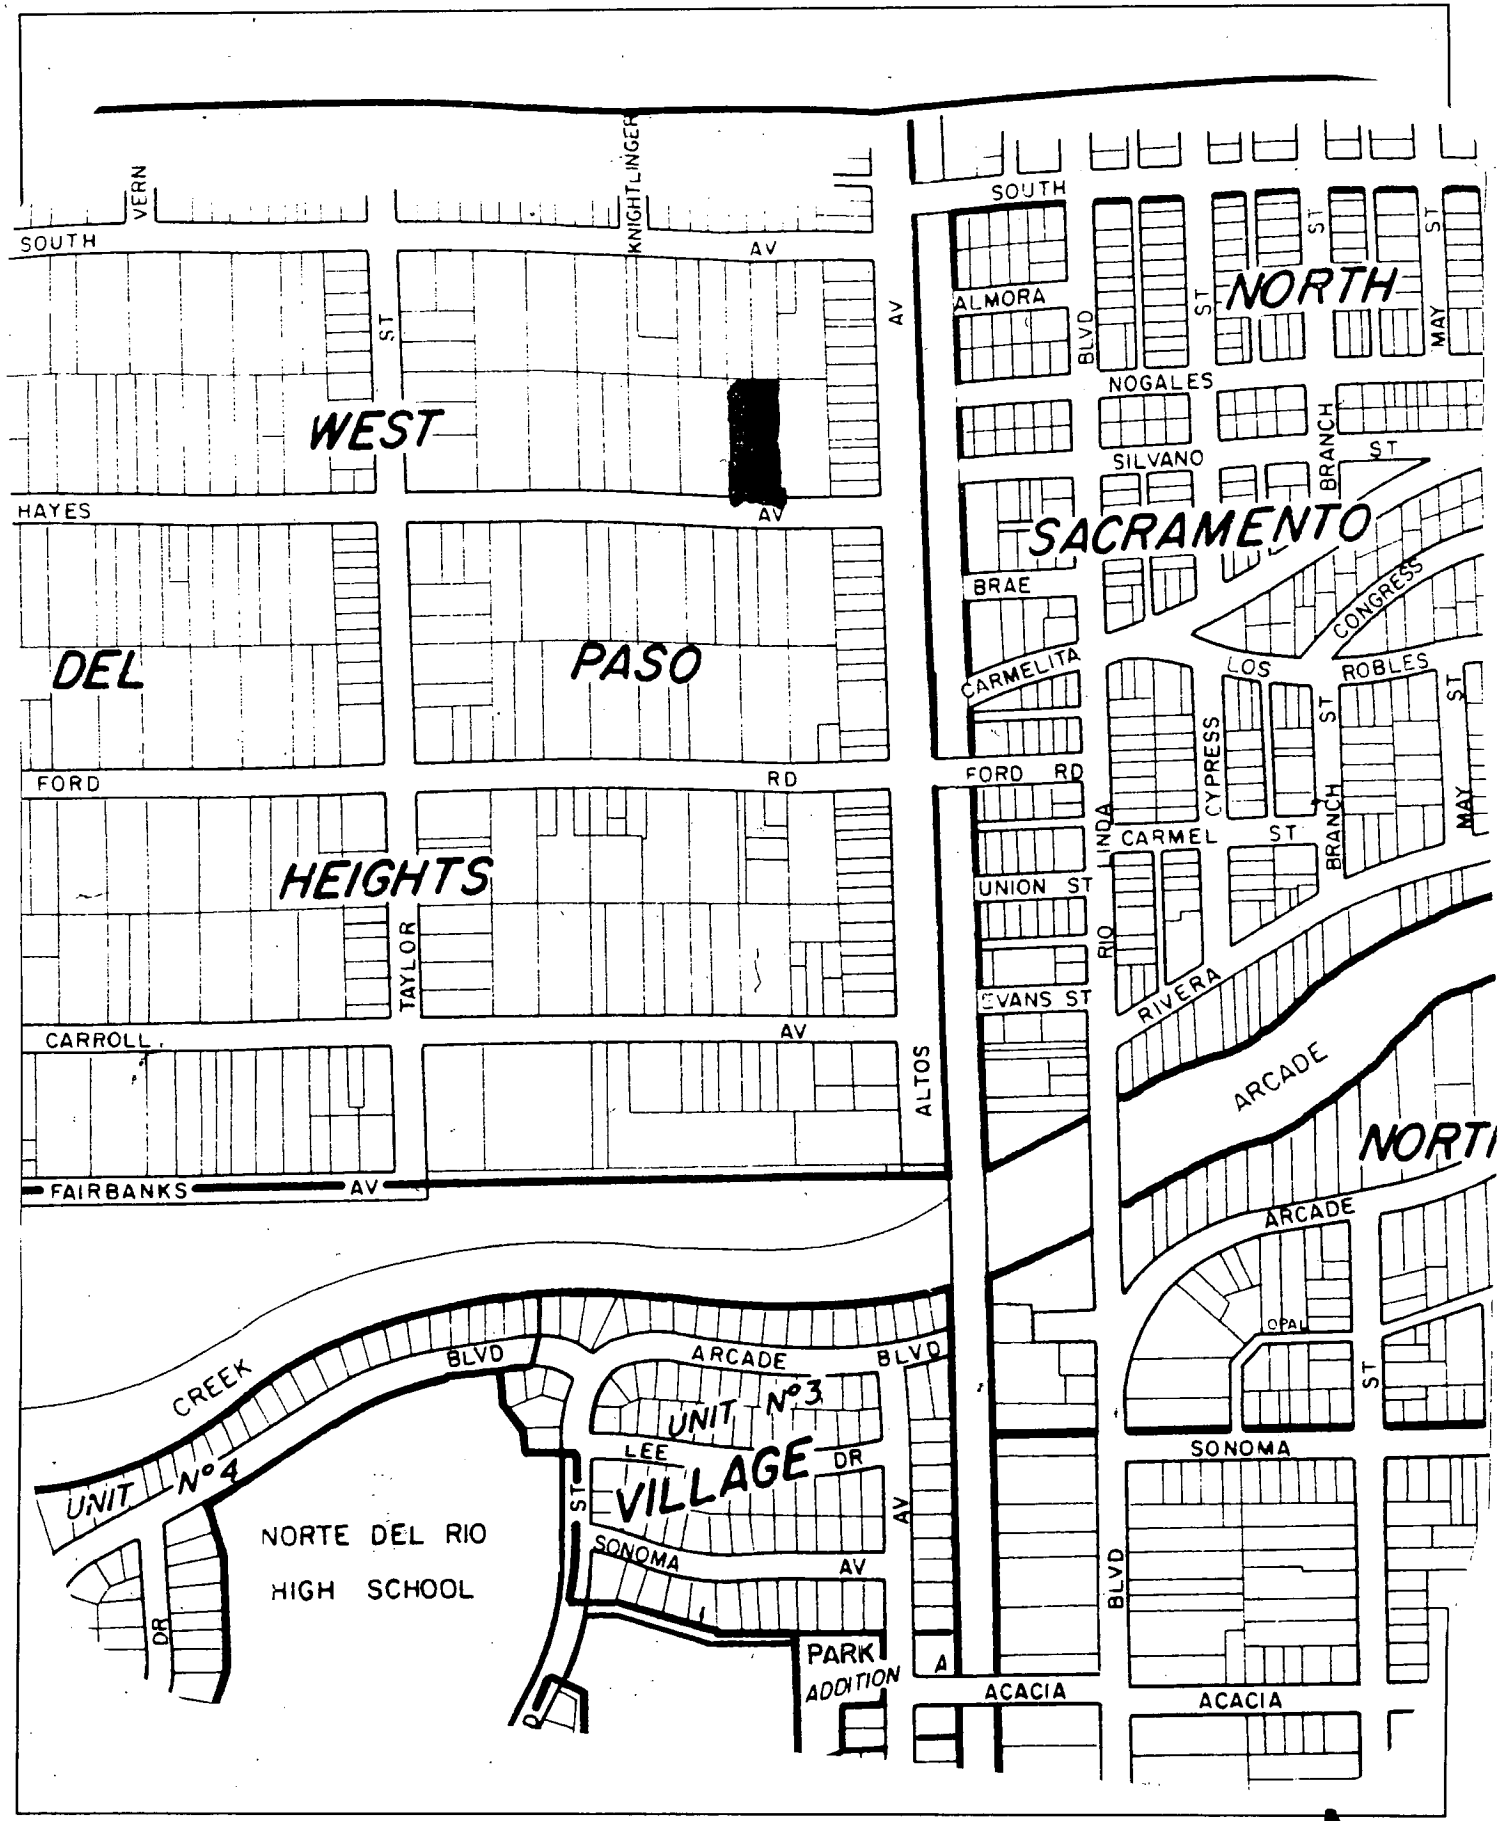 VERN
KNIGHTLINGER
SOUTH
SOUTH
AV
ST
ST
ST
AV
ALMORA
BLVD
NORTH
MAY
NOGALES
WEST
BRANCH
ST
SILVANO
HAYES
AV
SACRAMENTO
BRAE
CONGRESS
DEL
PASO
CARMELITA
LOS
ROBLES
ST
ST
CYPRESS
FORD
RD
FORD RD
BRANCH
MAY
LINDA
CARMEL
ST
HEIGHTS
UNION ST
TAYLOR
RIO
EVANS ST
RIVERA
CARROLL
AV
ALTOS
ARCADE
NORTH
FAIRBANKS
AV
ARCADE
OPAL
BLVD
ARCADE
BLVD
CREEK
ST
UNIT Nº 3
SONOMA
LEE
DR
VILLAGE
UNIT Nº 4
ST
AV
NORTE DEL RIO
HIGH SCHOOL
SONOMA
AV
BLVD
DR
PARK
ADDITION
A
ACACIA
ACACIA
D